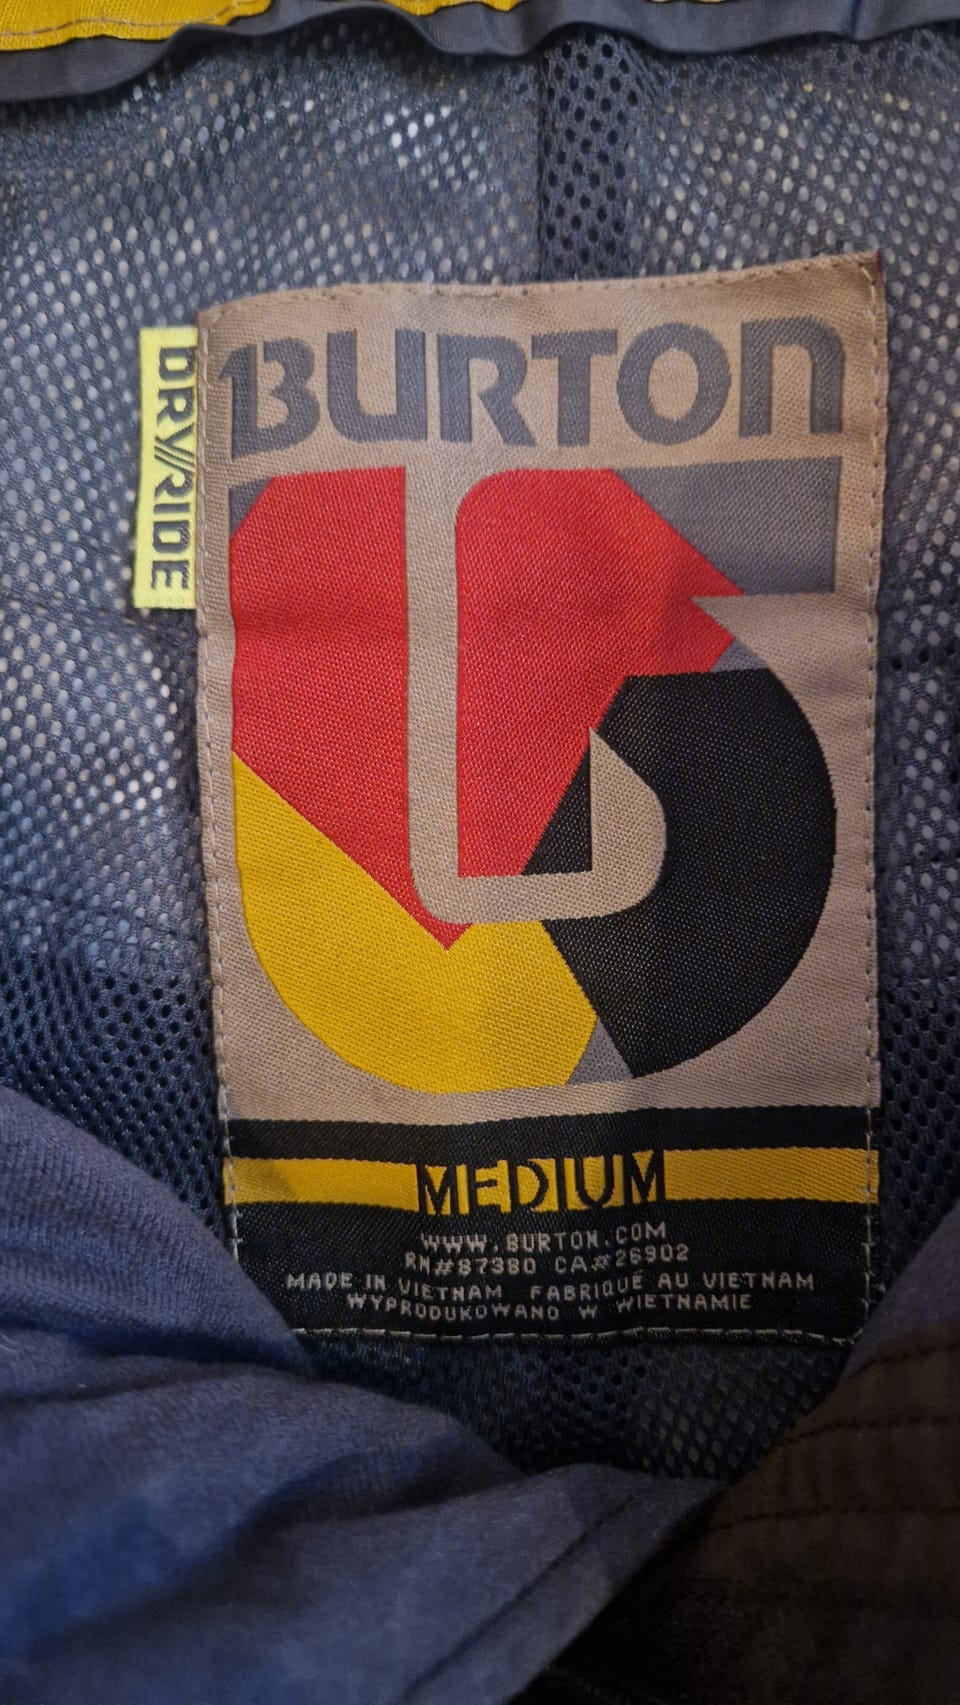 BURTON
DRY//RIDE
MEDIUM
WWW.BURTON.COM
RN#87380 CA#26902
MADE IN VIETNAM FABRIQUÉ AU VIETNAM
WYPRODUKOWANO W WIETNAMIE